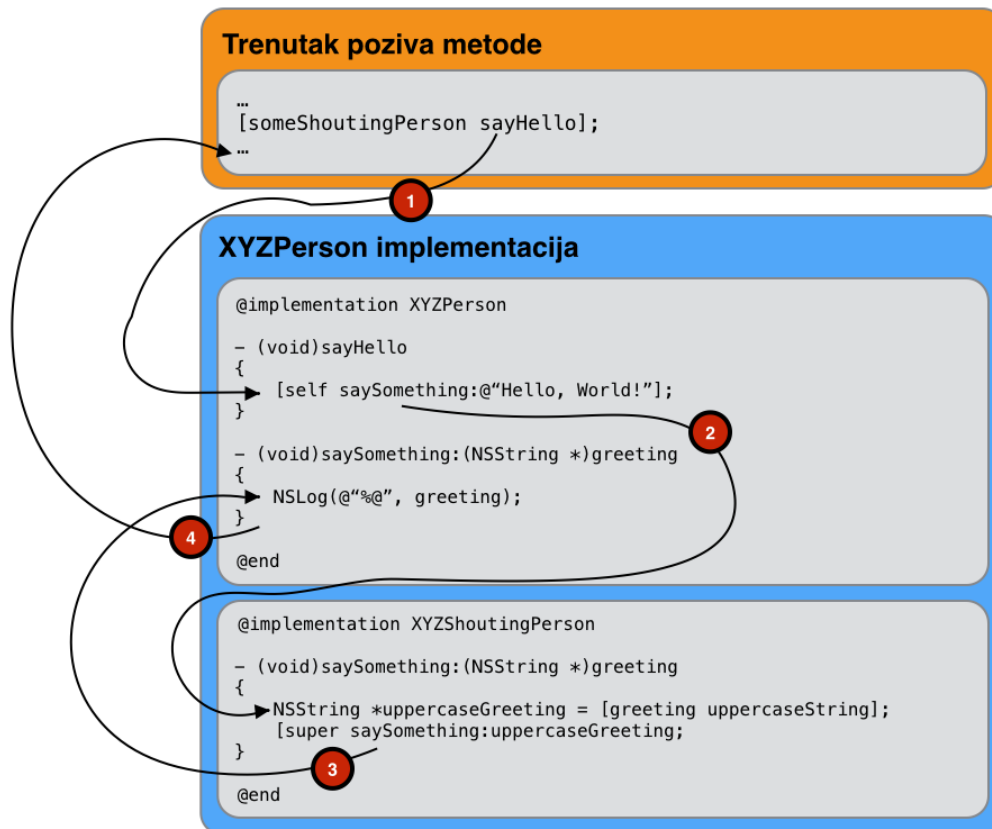 Trenutak poziva metode
…
[someShoutingPerson sayHello];
…
1
XYZPerson implementacija
@implementation XYZPerson
– (void)sayHello
{
[self saySomething:@“Hello, World!”];
}
2
– (void)saySomething:(NSString *)greeting
{
NSLog(@“%@”, greeting);
}
4
@end
@implementation XYZShoutingPerson
– (void)saySomething:(NSString *)greeting
{
NSString *uppercaseGreeting = [greeting uppercaseString];
[super saySomething:uppercaseGreeting;
}
3
@end